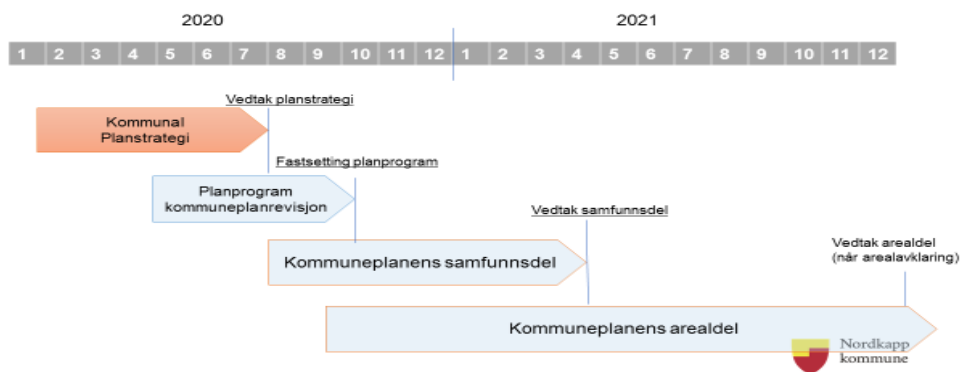 2020 2021
1 2 3 4 5 6 7 8 9 10 11 12 1 2 3 4 5 6 7 8 9 10 11 12
Vedtak planstrategi
Kommunal
Planstrategi
Fastsetting planprogram
Planprogram
kommuneplanrevisjon
Vedtak samfunnsdel
Kommuneplanens samfunnsdel
Vedtak arealdel
(når arealavklaring)
Kommuneplanens arealdel
Nordkapp
kommune